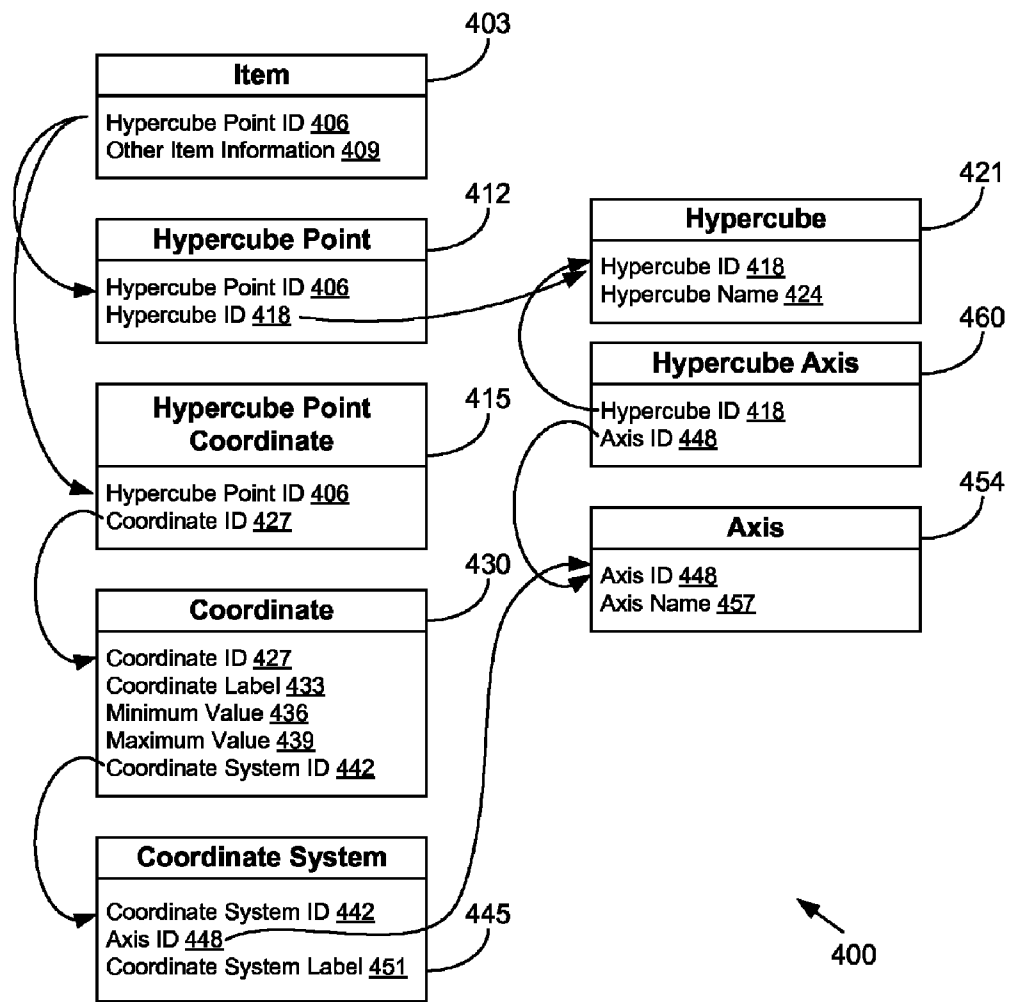 403
Item
Hypercube Point ID 406
Other Item Information 409
412
Hypercube Point
Hypercube Point ID 406
Hypercube ID 418
415
Hypercube Point
Coordinate
Hypercube Point ID 406
Coordinate ID 427
430
Coordinate
Coordinate ID 427
Coordinate Label 433
Minimum Value 436
Maximum Value 439
Coordinate System ID 442
Coordinate System
Coordinate System ID 442
Axis ID 448
Coordinate System Label 451
445
421
Hypercube
Hypercube ID 418
Hypercube Name 424
460
Hypercube Axis
Hypercube ID 418
Axis ID 448
454
Axis
Axis ID 448
Axis Name 457
400